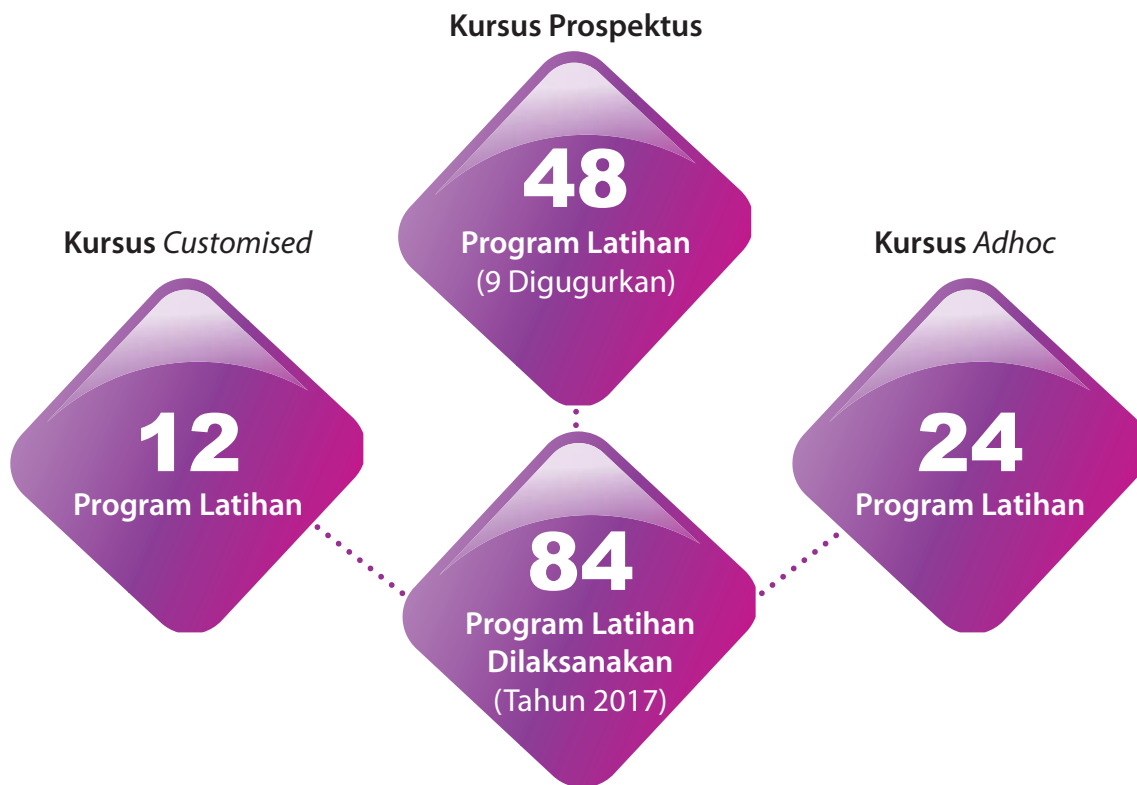 Kursus Prospektus
48
Program Latihan
(9 Digugurkan)
Kursus Customised
12
Program Latihan
Kursus Adhoc
24
Program Latihan
84
Program Latihan
Dilaksanakan
(Tahun 2017)